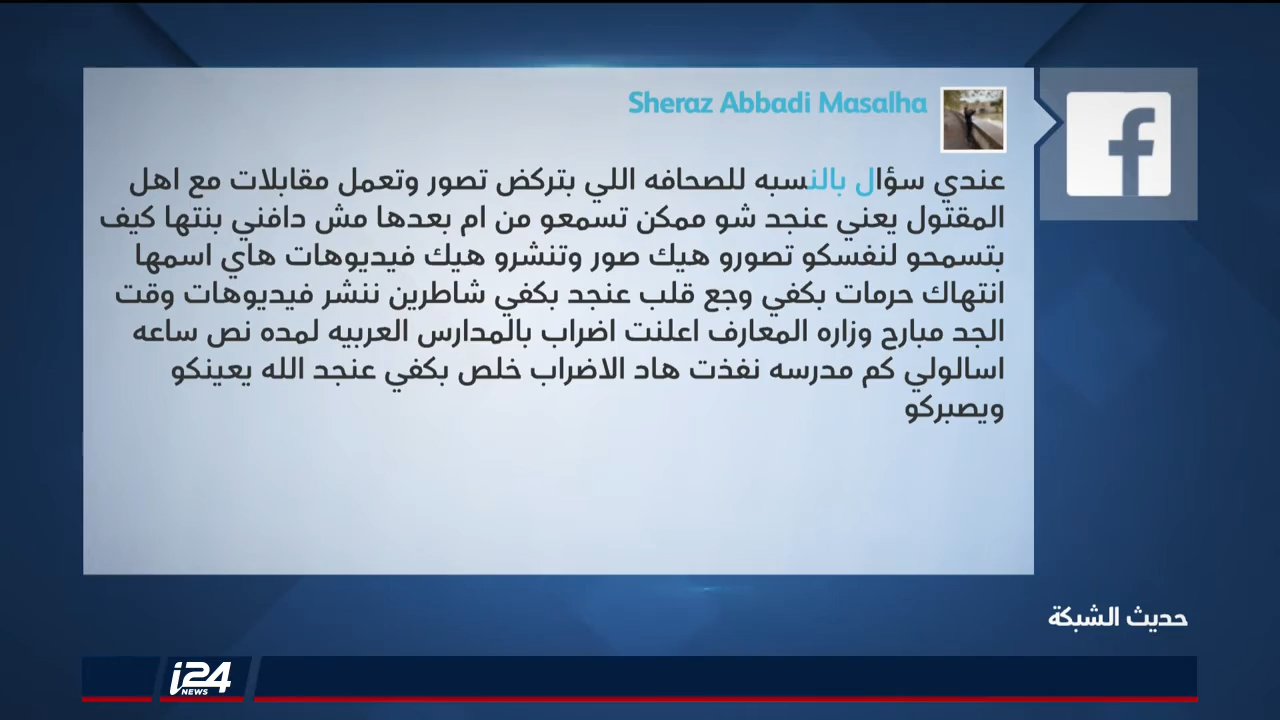 Sheraz Abbadi Masalha
عندي سؤال بالنسبه للصحافه اللي بتركض تصور وتعمل مقابلات مع اهل
المقتول يعني عنجد شو ممكن تسمعو من ام بعدها مش دافني بنتها كيف
بتسمحو لنفسكو تصورو هيك صور وتنشرو هيك فيديوهات هاي اسمها
انتهاك حرمات بكفي وجع قلب عنجد بكفي شاطرين ننشر فيديوهات وقت
الجد مبارح وزاره المعارف اعلنت اضراب بالمدارس العربيه لمده نص ساعه
اسالولي كم مدرسه نفذت هاد الاضراب خلص بكفي عنجد الله يعينكو
ويصبركو
حديث الشبكة
i24
NEWS